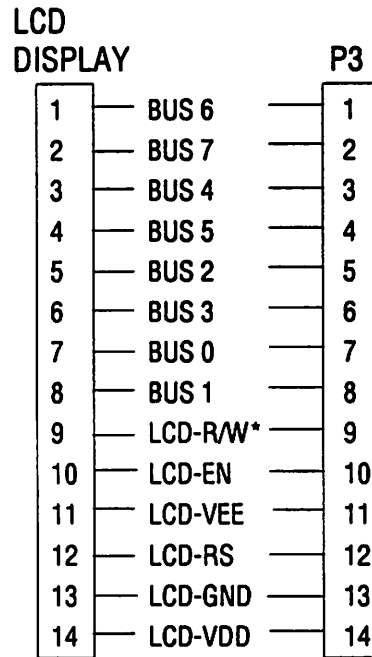 LCD
DISPLAY P3
1 BUS 6 1
2 BUS 7 2
3 BUS 4 3
4 BUS 5 4
5 BUS 2 5
6 BUS 3 6
7 BUS 0 7
8 BUS 1 8
9 LCD-R/W* 9
10 LCD-EN 10
11 LCD-VEE 11
12 LCD-RS 12
13 LCD-GND 13
14 LCD-VDD 14